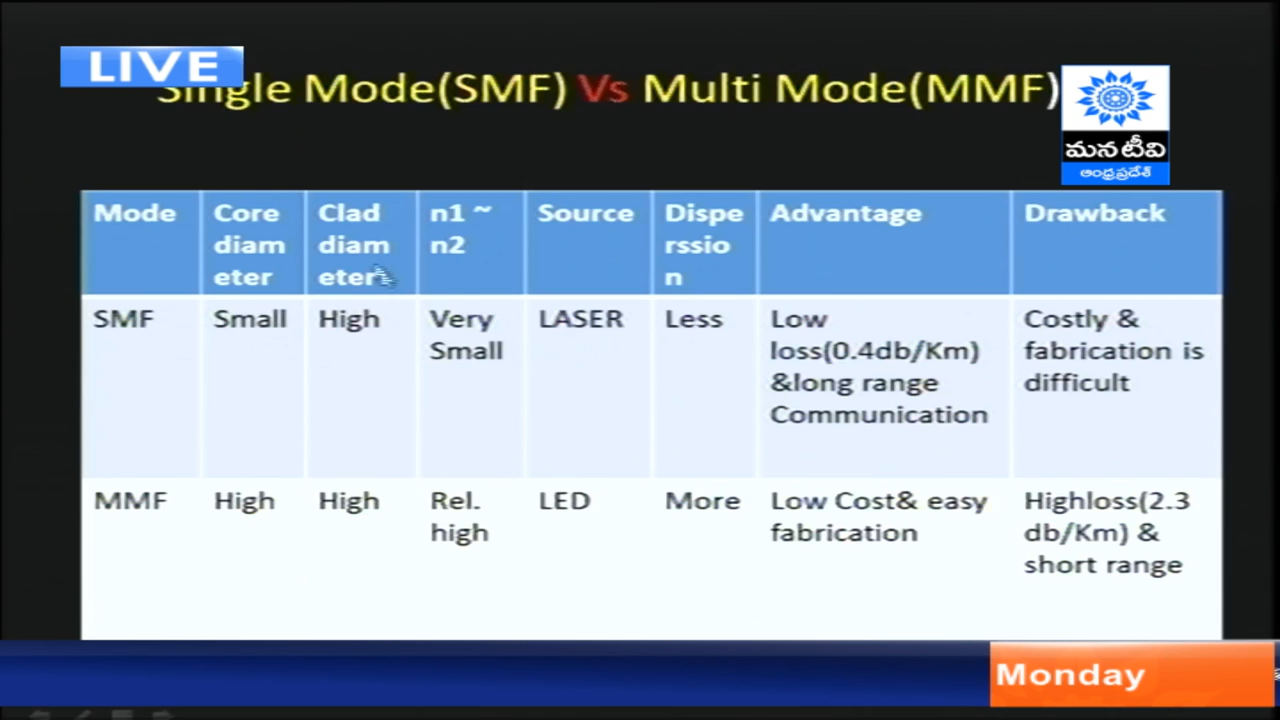 LIVE
Single Mode(SMF) Vs Multi Mode(MMF)
మన టీవి
ఆంధ్రప్రదేశ్
Mode
Core
diam
eter
Clad
diam
eter
n1 ~
n2
Source
Dispe
rssio
n
Advantage
Drawback
SMF
Small
High
Very
Small
LASER
Less
Low
loss(0.4db/Km)
&long range
Communication
Costly &
fabrication is
difficult
MMF
High
High
Rel.
high
LED
More
Low Cost& easy
fabrication
Highloss(2.3
db/Km) &
short range
Monday